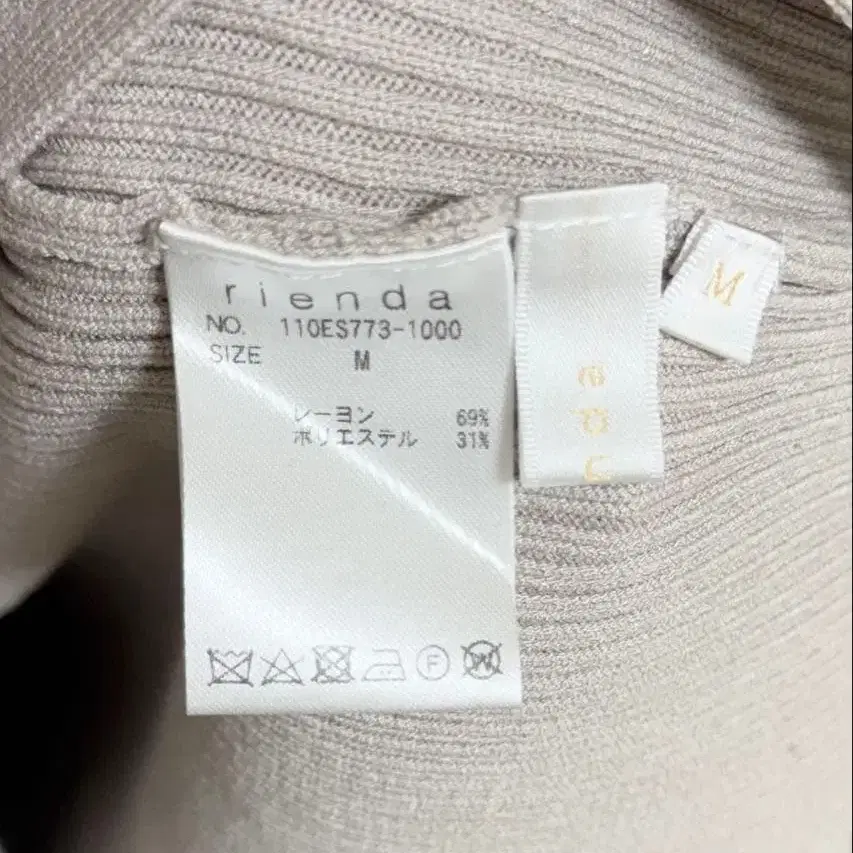 rienda
NO. 110ES773-1000
SIZE M
レーヨン 69%
ポリエステル 31%
F
W
M